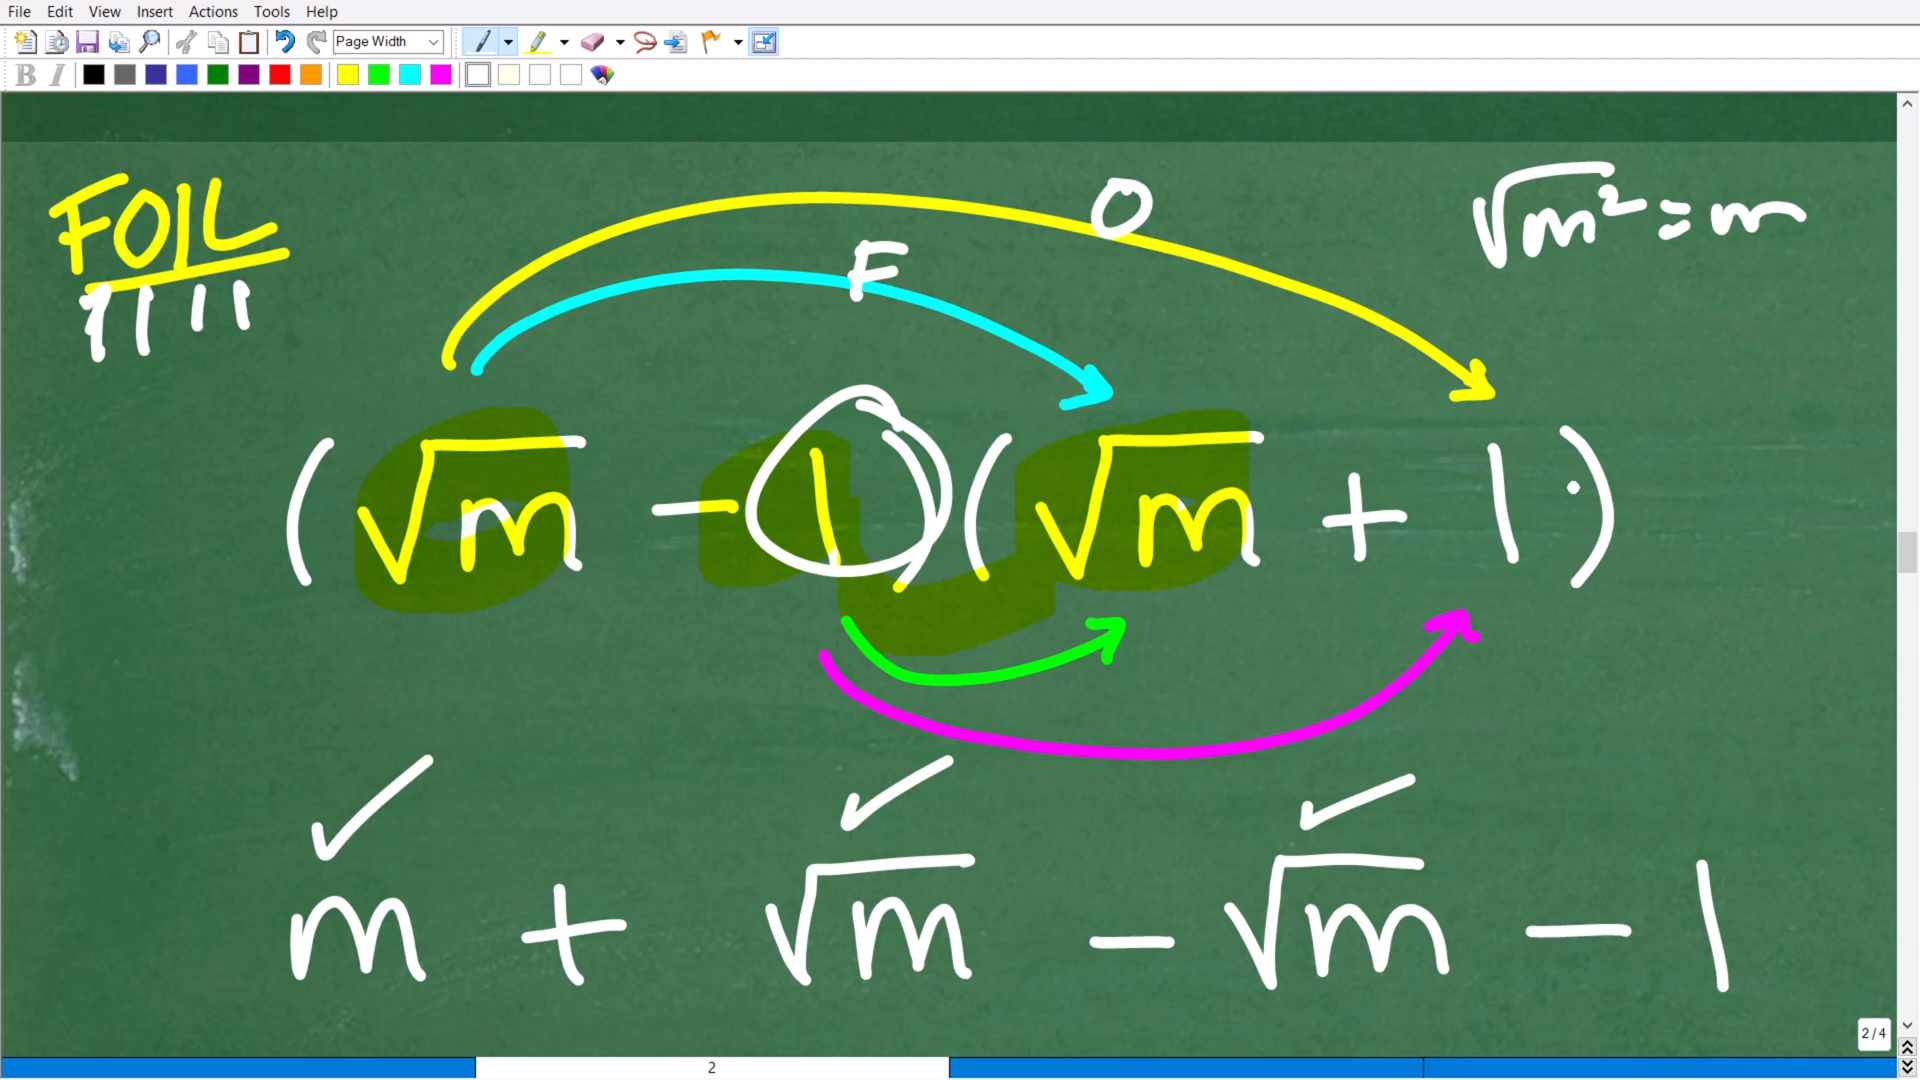 File Edit View Insert Actions Tools Help
Page Width
B I
FOIL
O
F
√m² = m
(√m - 1)(√m + 1)
m + √m - √m - 1
2 / 4
2